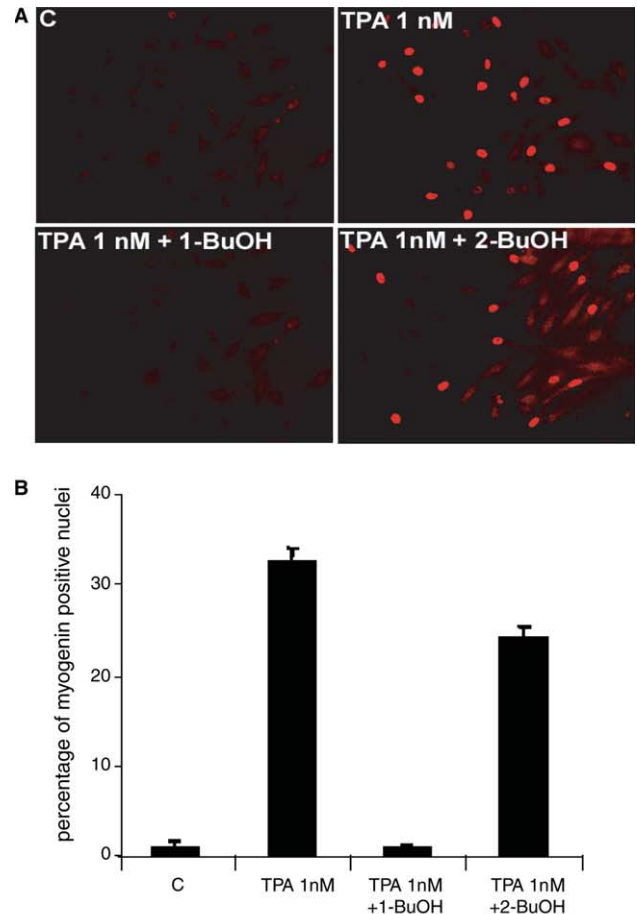 A
C
TPA 1 nM
TPA 1 nM + 1-BuOH
TPA 1nM + 2-BuOH
B
percentage of myogenin positive nuclei
40
30
20
10
0
C
TPA 1nM
TPA 1nM
+1-BuOH
TPA 1nM
+2-BuOH